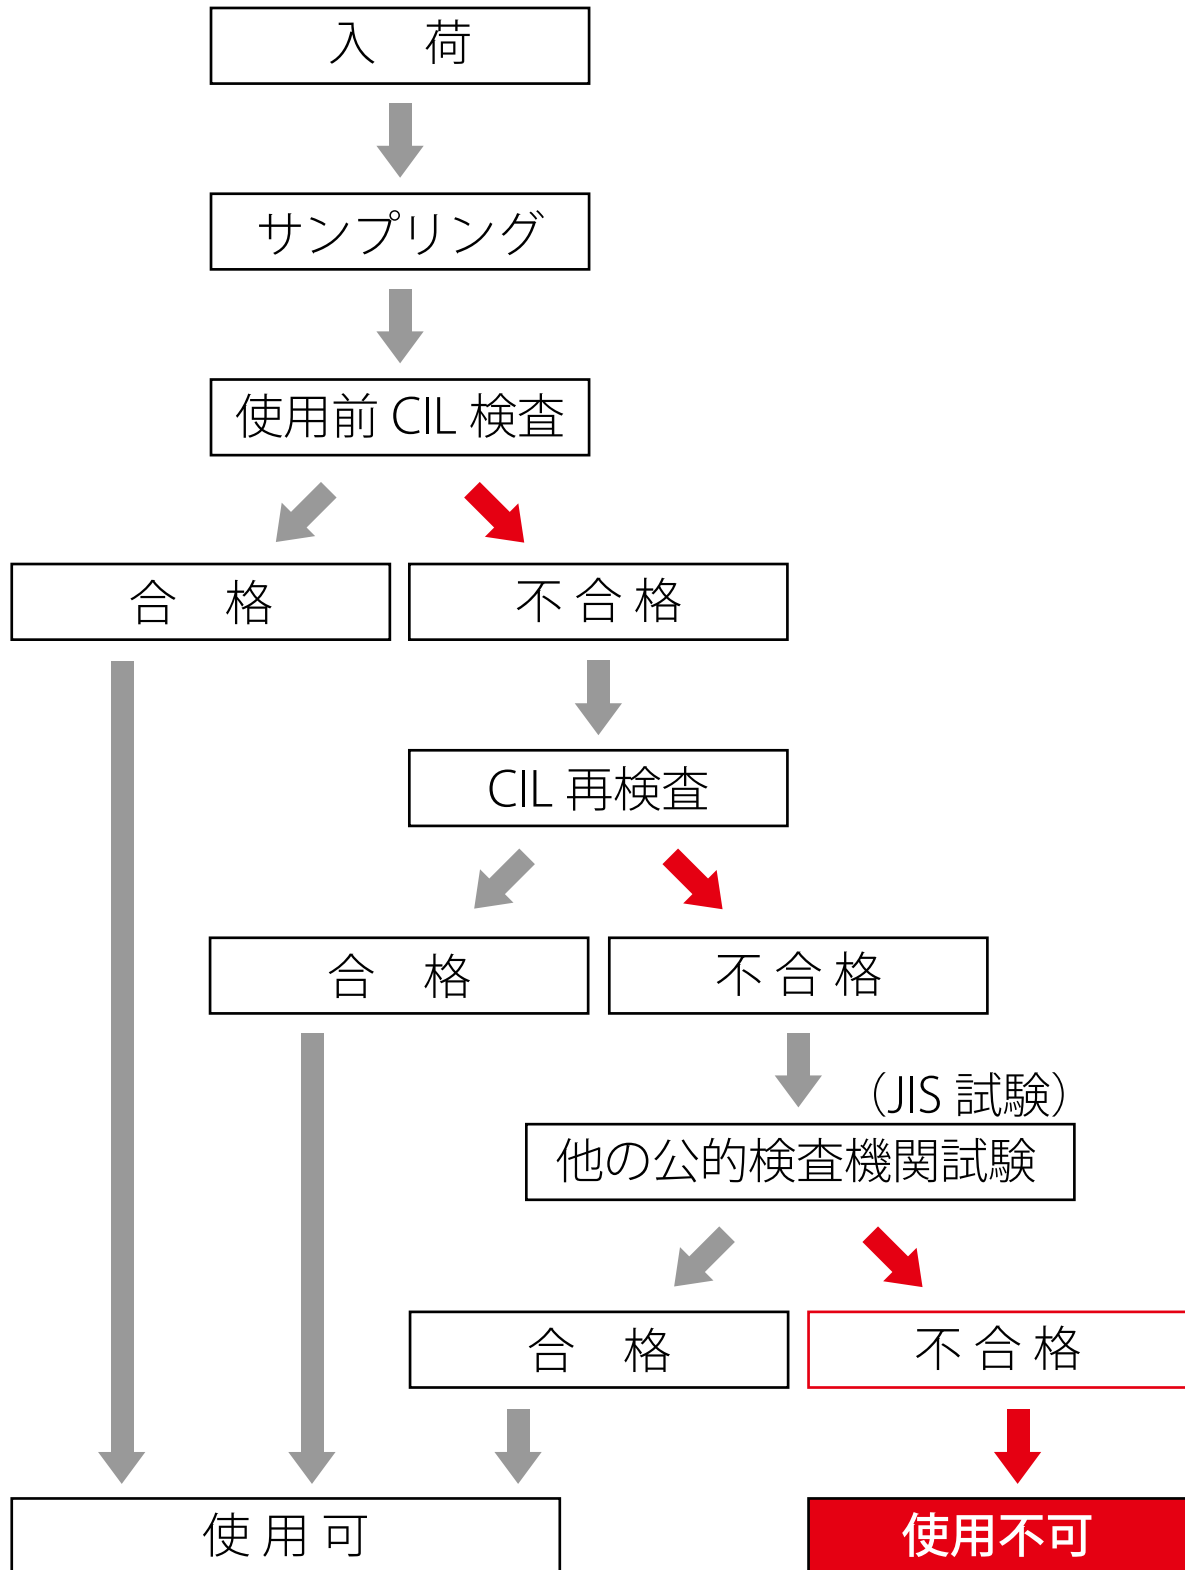 入　荷
サンプリング
使用前 CIL 検査
合　格
不 合 格
CIL 再検査
合　格
不 合 格
（JIS 試験）
他の公的検査機関試験
合　格
不 合 格
使 用 可
使用不可